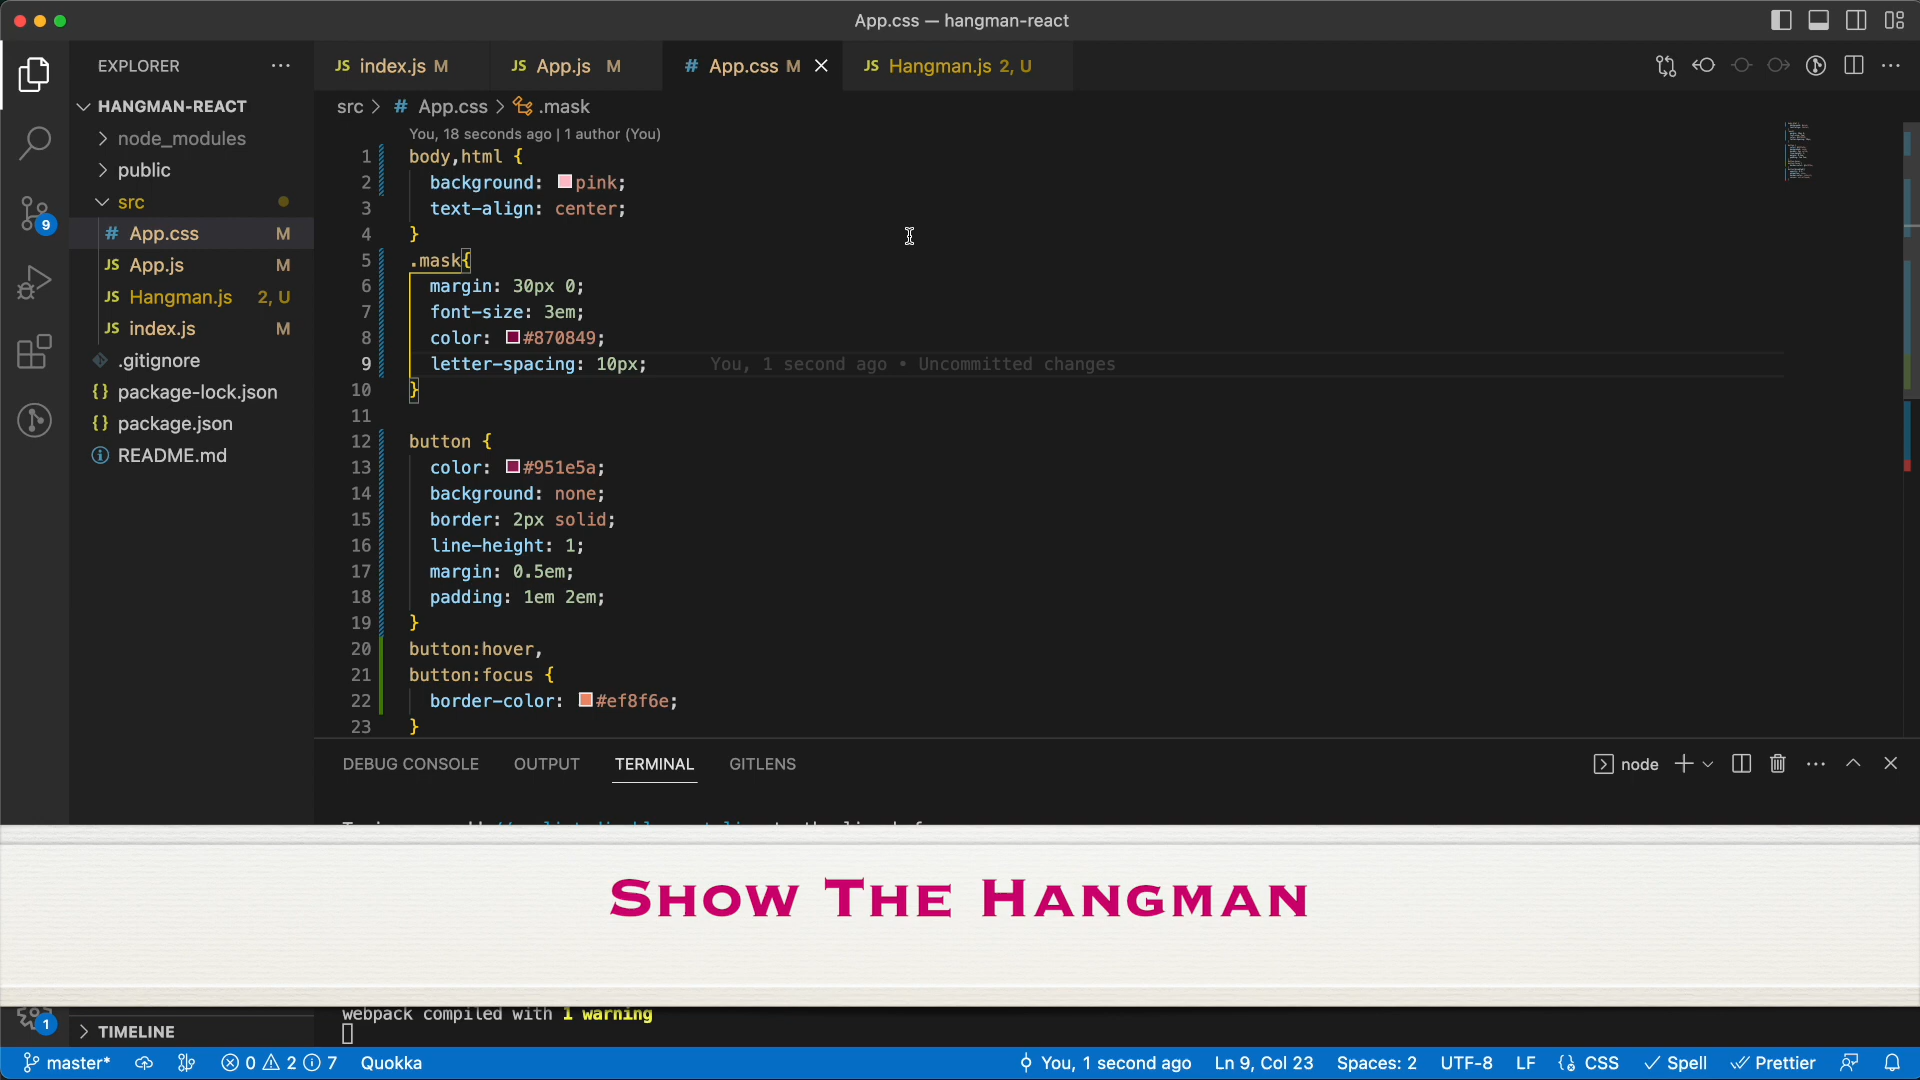 App.css — hangman-react
EXPLORER
JS index.js M
JS App.js M
# App.css M
JS Hangman.js 2, U
HANGMAN-REACT
src > # App.css > .mask
node_modules
public
src
# App.css M
JS App.js M
JS Hangman.js 2, U
JS index.js M
.gitignore
{} package-lock.json
{} package.json
README.md
You, 18 seconds ago | 1 author (You)
1 body,html {
2 background: pink;
3 text-align: center;
4 }
5 .mask{
6 margin: 30px 0;
7 font-size: 3em;
8 color: #870849;
9 letter-spacing: 10px; You, 1 second ago • Uncommitted changes
10 }
11
12 button {
13 color: #951e5a;
14 background: none;
15 border: 2px solid;
16 line-height: 1;
17 margin: 0.5em;
18 padding: 1em 2em;
19 }
20 button:hover,
21 button:focus {
22 border-color: #ef8f6e;
23 }
9
DEBUG CONSOLE OUTPUT TERMINAL GITLENS
node
Show The Hangman
webpack compiled with 1 warning
1
TIMELINE
master* 0 2 7 Quokka
You, 1 second ago Ln 9, Col 23 Spaces: 2 UTF-8 LF {} CSS Spell Prettier